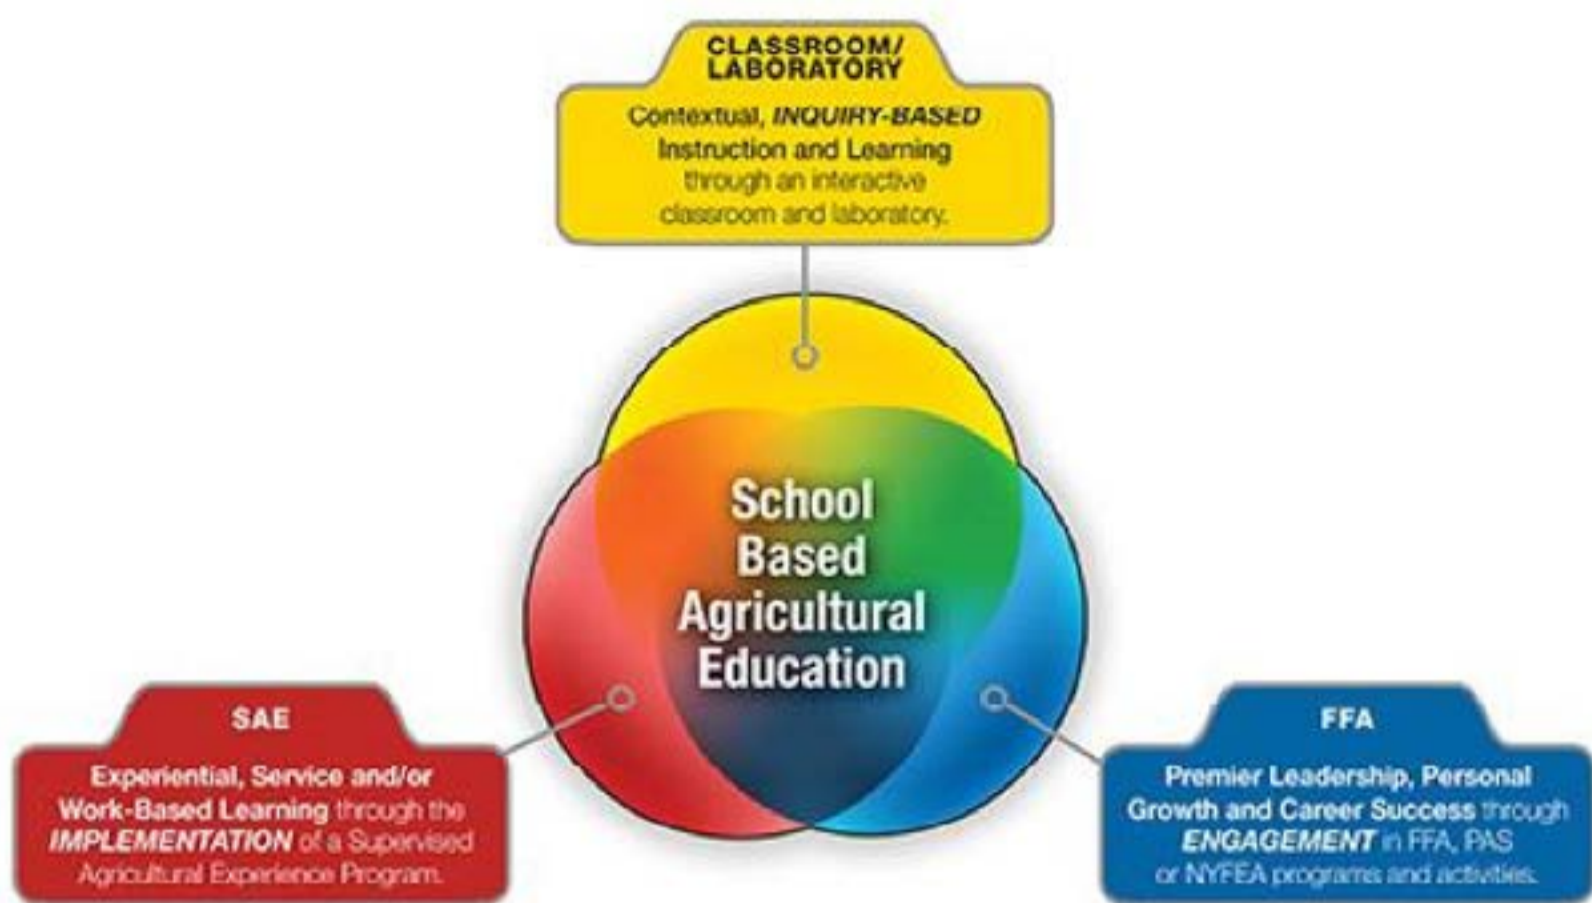 CLASSROOM/
LABORATORY
Contextual, INQUIRY-BASED
Instruction and Learning
through an interactive
classroom and laboratory.
School
Based
Agricultural
Education
SAE
Experiential, Service and/or
Work-Based Learning through the
IMPLEMENTATION of a Supervised
Agricultural Experience Program.
FFA
Premier Leadership, Personal
Growth and Career Success through
ENGAGEMENT in FFA, PAS
or NYFEA programs and activities.